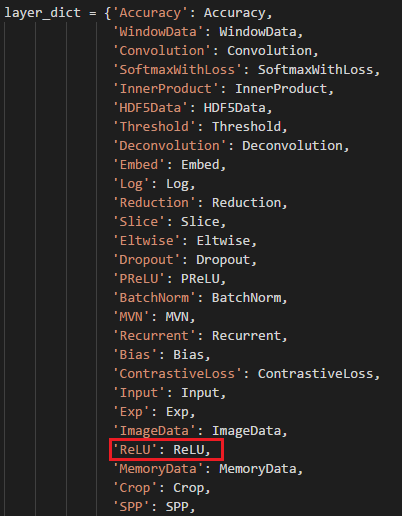 layer_dict = {'Accuracy': Accuracy,
'WindowData': WindowData,
'Convolution': Convolution,
'SoftmaxWithLoss': SoftmaxWithLoss,
'InnerProduct': InnerProduct,
'HDF5Data': HDF5Data,
'Threshold': Threshold,
'Deconvolution': Deconvolution,
'Embed': Embed,
'Log': Log,
'Reduction': Reduction,
'Slice': Slice,
'Eltwise': Eltwise,
'Dropout': Dropout,
'PReLU': PReLU,
'BatchNorm': BatchNorm,
'MVN': MVN,
'Recurrent': Recurrent,
'Bias': Bias,
'ContrastiveLoss': ContrastiveLoss,
'Input': Input,
'Exp': Exp,
'ImageData': ImageData,
'ReLU': ReLU,
'MemoryData': MemoryData,
'Crop': Crop,
'SPP': SPP,